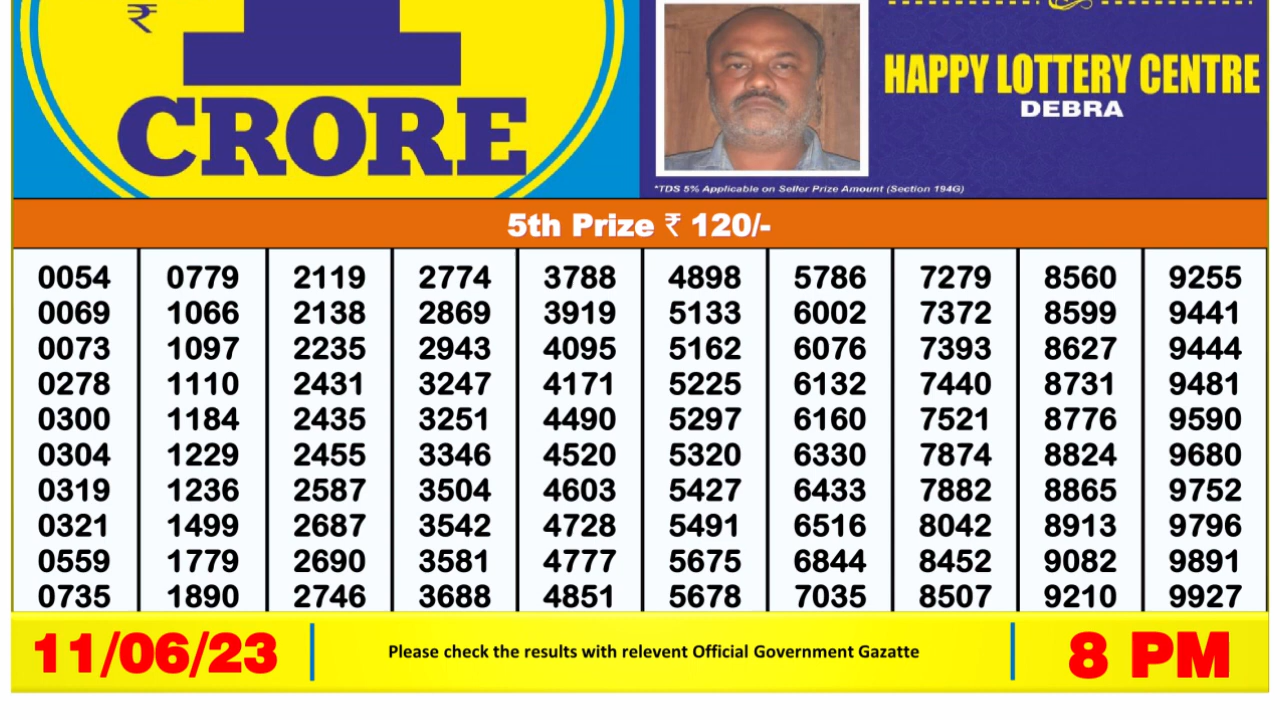 ₹ 1
CRORE
HAPPY LOTTERY CENTRE
DEBRA
*TDS 5% Applicable on Seller Prize Amount (Section 194G)
5th Prize ₹ 120/-
0054 0779 2119 2774 3788 4898 5786 7279 8560 9255
0069 1066 2138 2869 3919 5133 6002 7372 8599 9441
0073 1097 2235 2943 4095 5162 6076 7393 8627 9444
0278 1110 2431 3247 4171 5225 6132 7440 8731 9481
0300 1184 2435 3251 4490 5297 6160 7521 8776 9590
0304 1229 2455 3346 4520 5320 6330 7874 8824 9680
0319 1236 2587 3504 4603 5427 6433 7882 8865 9752
0321 1499 2687 3542 4728 5491 6516 8042 8913 9796
0559 1779 2690 3581 4777 5675 6844 8452 9082 9891
0735 1890 2746 3688 4851 5678 7035 8507 9210 9927
11/06/23 Please check the results with relevent Official Government Gazatte 8 PM